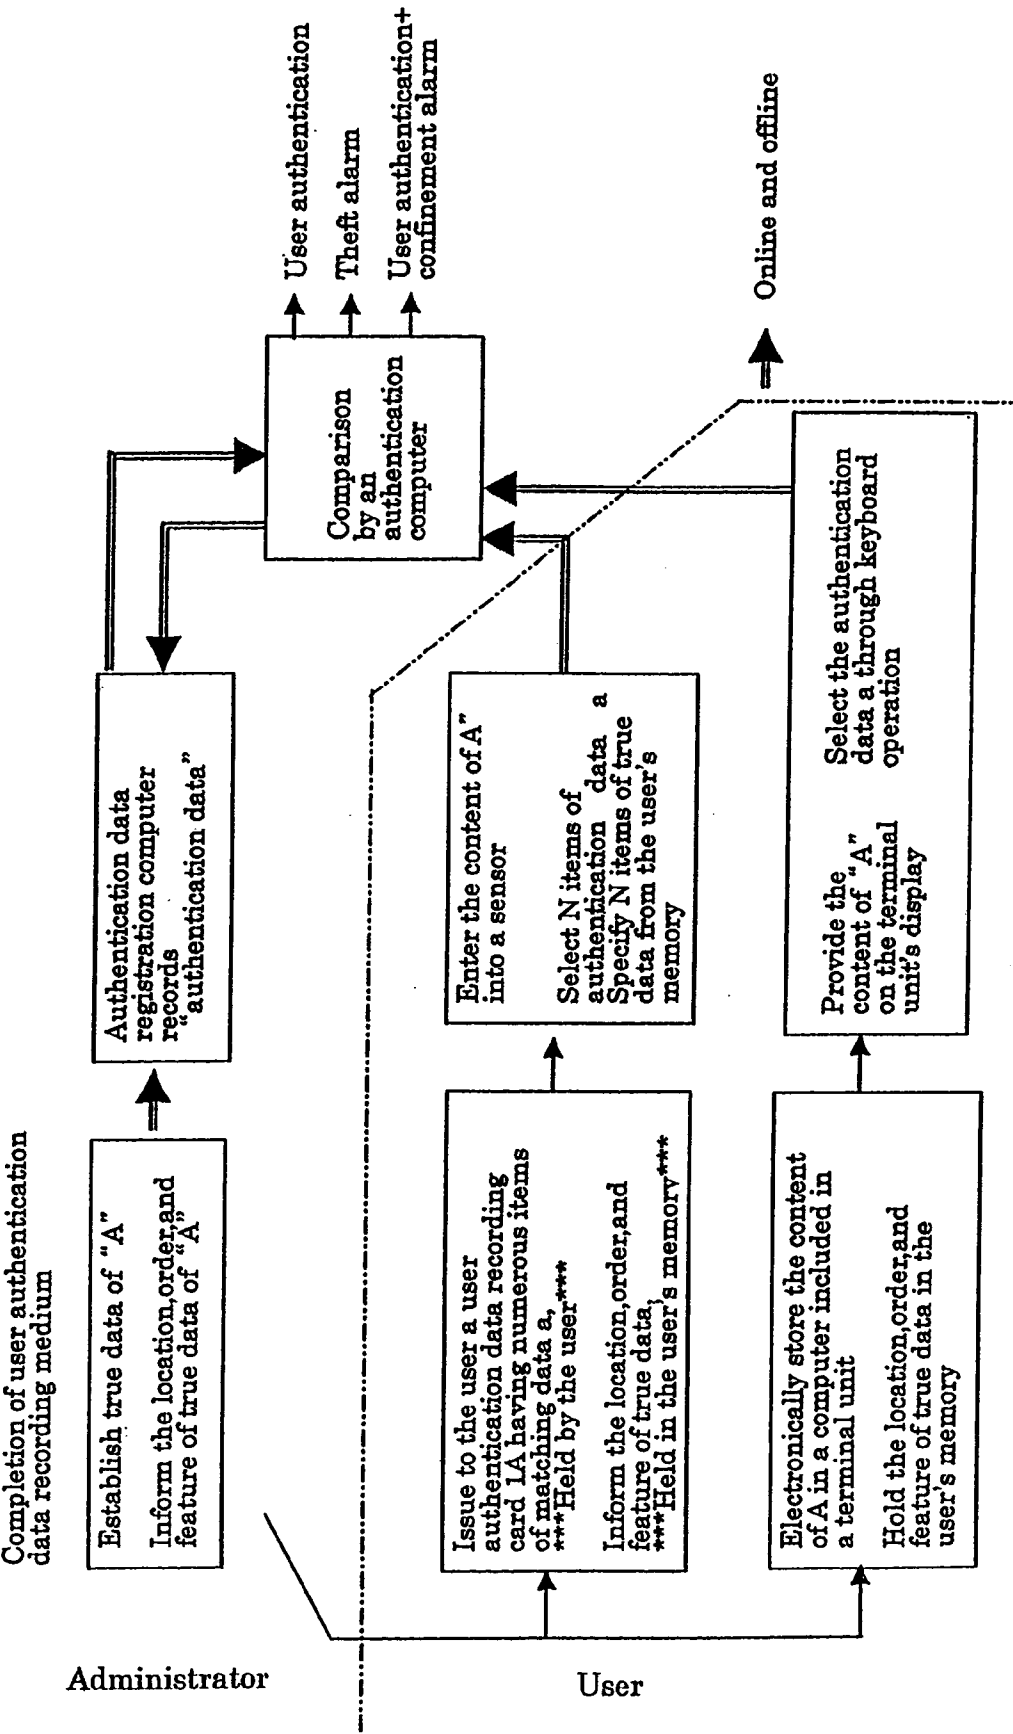 Completion of user authentication
data recording medium
Administrator
Establish true data of “A”
Inform the location,order,and
feature of true data of “A”
Authentication data
registration computer
records
“authentication data”
Comparison
by an
authentication
computer
User authentication
Theft alarm
User authentication+
confinement alarm
User
Issue to the user a user
authentication data recording
card 1A having numerous items
of matching data a,
***Held by the user***
Inform the location,order,and
feature of true data,
***Held in the user's memory***
Enter the content of A”
into a sensor
Select N items of
authentication data a
Specify N items of true
data from the user's
memory
Online and offline
Electronically store the content
of A in a computer included in
a terminal unit
Hold the location,order,and
feature of true data in the
user's memory
Provide the
content of “A”
on the terminal
unit's display
Select the authentication
data a through keyboard
operation